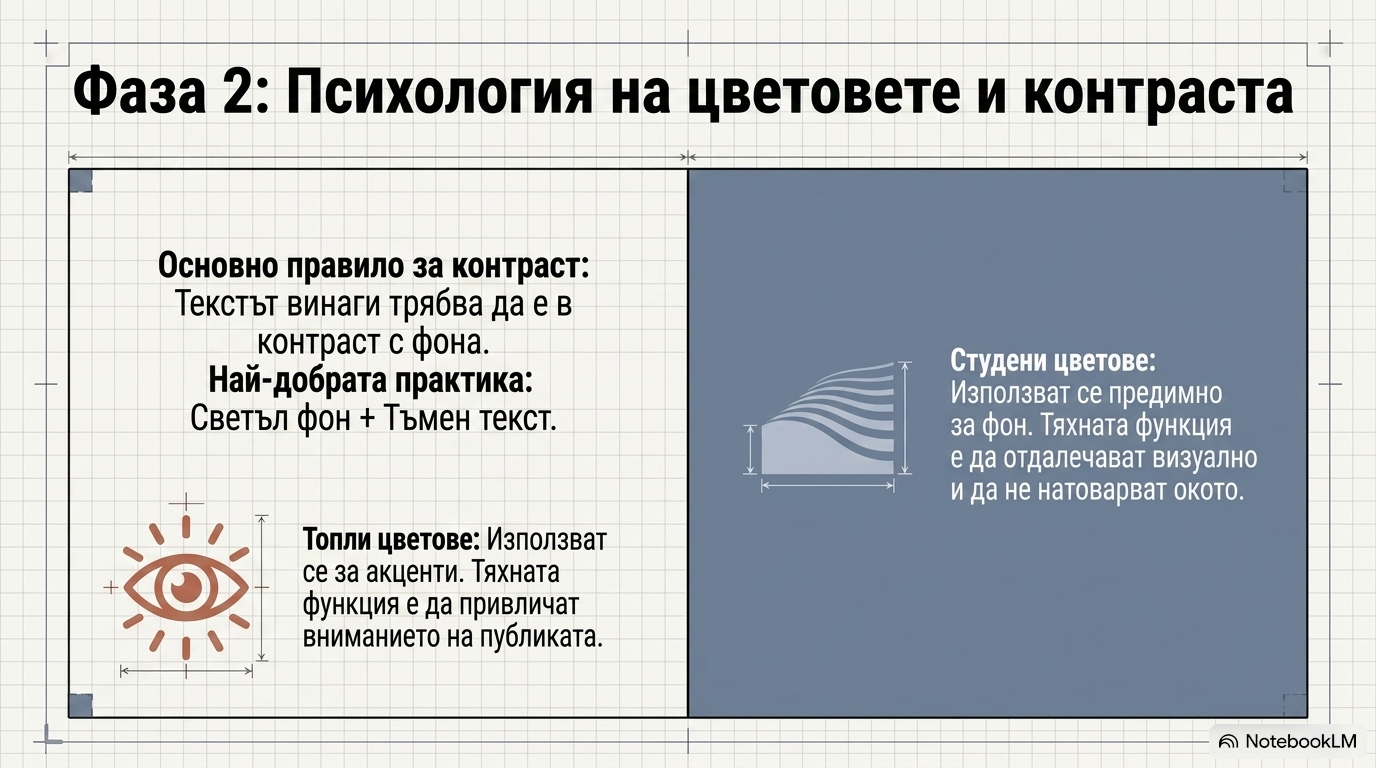 Фаза 2: Психология на цветовете и контраста
Основно правило за контраст:
Текстът винаги трябва да е в
контраст с фона.
Най-добрата практика:
Светъл фон + Тъмен текст.
Топли цветове: Използват
се за акценти. Тяхната
функция е да привличат
вниманието на публиката.
Студени цветове:
Използват се предимно
за фон. Тяхната функция
е да отдалечават визуално
и да не натоварват окото.
NotebookLM